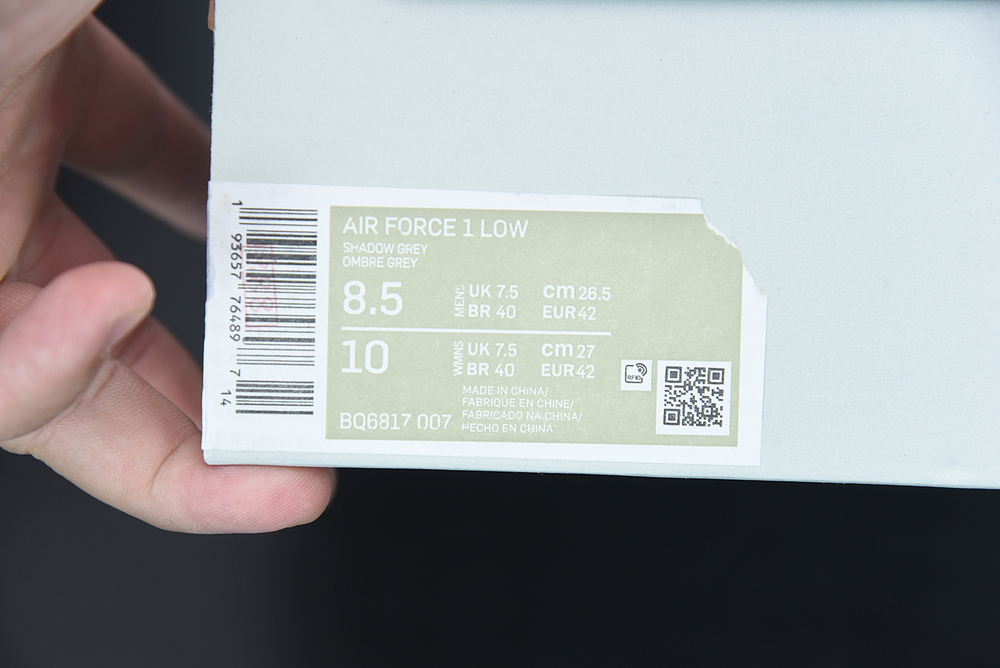 AIR FORCE 1 LOW
SHADOW GREY
OMBRE GREY
8.5
MENS
UK 7.5
cm 26.5
BR 40
EUR 42
10
WMNS
UK 7.5
cm 27
BR 40
EUR 42
MADE IN CHINA/
FABRIQUE EN CHINE/
FABRICADO NA CHINA/
HECHO EN CHINA
BQ6817 007
RFID
1 93657 76489 7 14